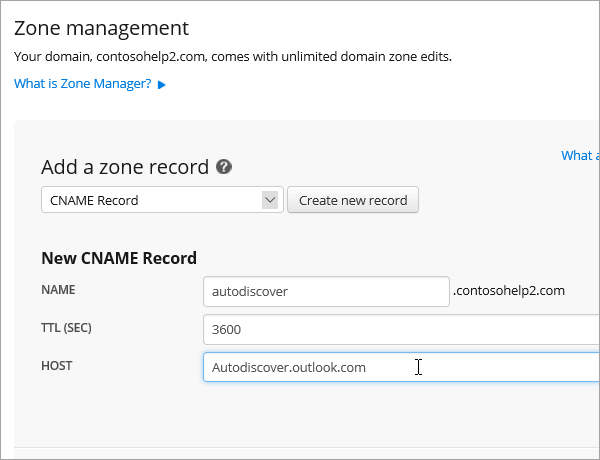 Zone management
Your domain, contosohelp2.com, comes with unlimited domain zone edits.
What is Zone Manager?
What
Add a zone record ?
CNAME Record Create new record
New CNAME Record
NAME autodiscover .contosohelp2.com
TTL (SEC) 3600
HOST Autodiscover.outlook.com